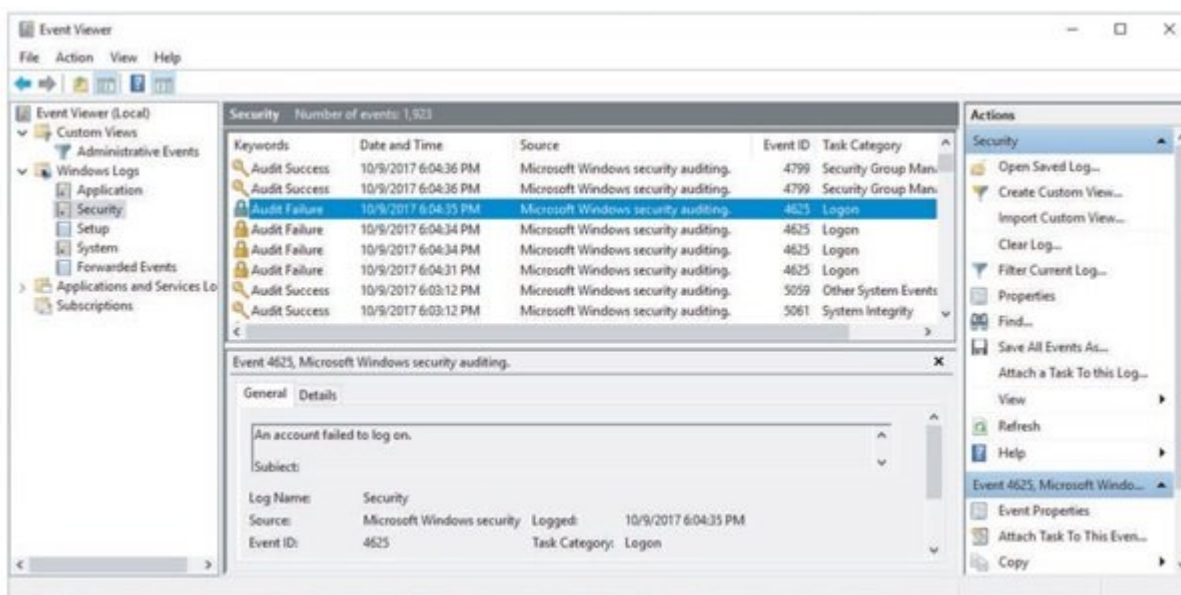 Event Viewer
File Action View Help
Event Viewer (Local)
Custom Views
Administrative Events
Windows Logs
Application
Security
Setup
System
Forwarded Events
Applications and Services Lo
Subscriptions
Security Number of events: 1,923
Keywords Date and Time Source Event ID Task Category
Audit Success 10/9/2017 6:04:36 PM Microsoft Windows security auditing. 4799 Security Group Man
Audit Success 10/9/2017 6:04:36 PM Microsoft Windows security auditing. 4799 Security Group Man
Audit Failure 10/9/2017 6:04:35 PM Microsoft Windows security auditing. 4625 Logon
Audit Failure 10/9/2017 6:04:34 PM Microsoft Windows security auditing. 4625 Logon
Audit Failure 10/9/2017 6:04:34 PM Microsoft Windows security auditing. 4625 Logon
Audit Failure 10/9/2017 6:04:31 PM Microsoft Windows security auditing. 4625 Logon
Audit Success 10/9/2017 6:03:12 PM Microsoft Windows security auditing. 5059 Other System Events
Audit Success 10/9/2017 6:03:12 PM Microsoft Windows security auditing. 5061 System Integrity
Event 4625, Microsoft Windows security auditing.
General Details
An account failed to log on.
Subject:
Log Name: Security
Source: Microsoft Windows security Logged: 10/9/2017 6:04:35 PM
Event ID: 4625 Task Category: Logon
Actions
Security
Open Saved Log...
Create Custom View...
Import Custom View...
Clear Log...
Filter Current Log...
Properties
Find...
Save All Events As...
Attach a Task To this Log...
View
Refresh
Help
Event 4625, Microsoft Windo...
Event Properties
Attach Task To This Even...
Copy